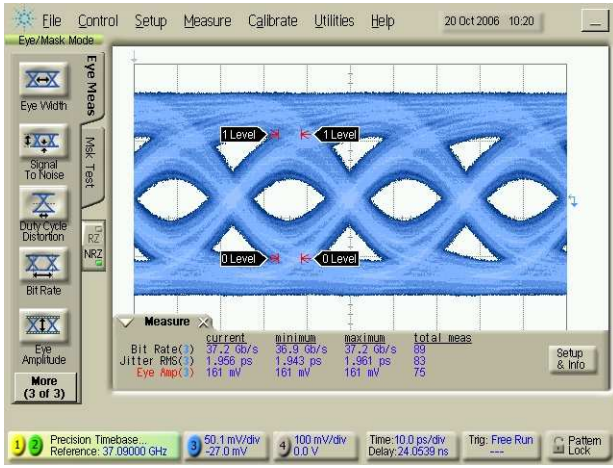 File Control Setup Measure Calibrate Utilities Help 20 Oct 2006 10:20
Eye/Mask Mode
Eye Meas
Msk Test
Eye Width
Signal
To Noise
Duty Cycle
Distortion
RZ
NRZ
Bit Rate
Eye
Amplitude
More
(3 of 3)
1 Level 1 Level
0 Level 0 Level
Measure
current minimum maximum total meas
Bit Rate(3) 37.2 Gb/s 36.9 Gb/s 37.2 Gb/s 89
Jitter RMS(3) 1.956 ps 1.943 ps 1.961 ps 83
Eye Amp(3) 161 mV 161 mV 161 mV 75
Setup
& Info
1 2 Precision Timebase...
Reference: 37.09000 GHz
3 50.1 mV/div
-27.0 mV
4 100 mV/div
0.0 V
Time:10.0 ps/div
Delay:24.0539 ns
Trig: Free Run
---
Pattern
Lock